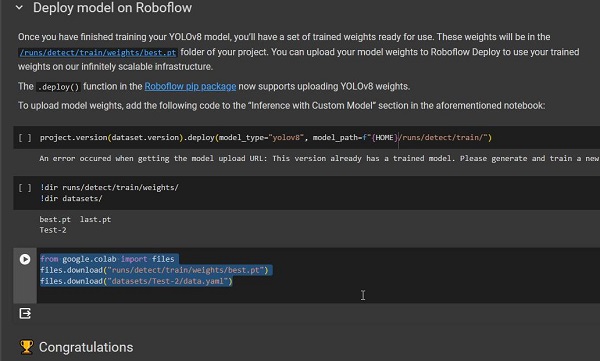 Deploy model on Roboflow
Once you have finished training your YOLOv8 model, you'll have a set of trained weights ready for use. These weights will be in the
/runs/detect/train/weights/best.pt folder of your project. You can upload your model weights to Roboflow Deploy to use your trained
weights on our infinitely scalable infrastructure.
The .deploy() function in the Roboflow pip package now supports uploading YOLOv8 weights.
To upload model weights, add the following code to the “Inference with Custom Model” section in the aforementioned notebook:
[ ] project.version(dataset.version).deploy(model_type="yolov8", model_path=f"{HOME}/runs/detect/train/")
An error occured when getting the model upload URL: This version already has a trained model. Please generate and train a new
[ ] !dir runs/detect/train/weights/
!dir datasets/
best.pt last.pt
Test-2
from google.colab import files
files.download("runs/detect/train/weights/best.pt")
files.download("datasets/Test-2/data.yaml")
🏆 Congratulations